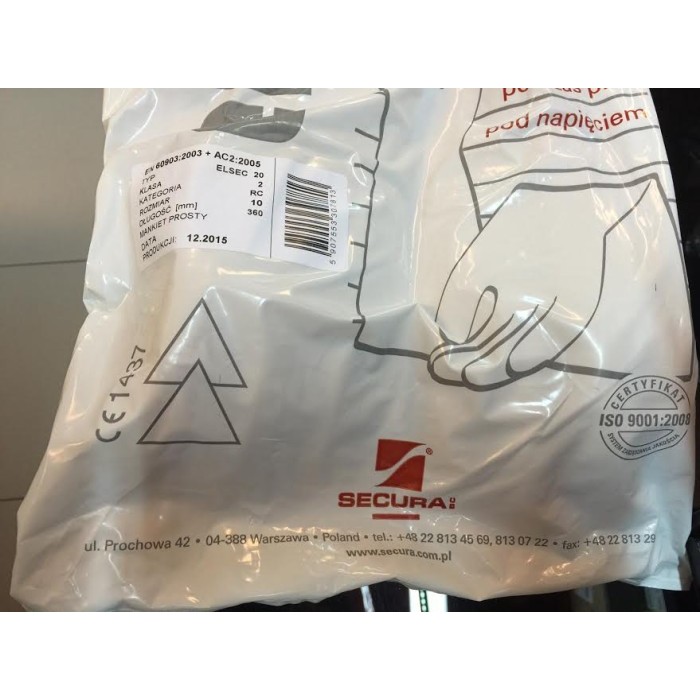 pod napięciem
EN 60903:2003 + AC2:2005
TYP ELSEC 20
KLASA 2
KATEGORIA RC
ROZMIAR 10
DŁUGOŚĆ [mm] 360
MANKIET PROSTY
DATA
PRODUKCJI: 12.2015
5 907553 307913
CE 1437
CERTYFIKAT
ISO 9001:2008
SECURA
ul. Prochowa 42 • 04-388 Warszawa • Poland • tel.: +48 22 813 45 69, 813 07 22 • fax: +48 22 813 29
www.secura.com.pl